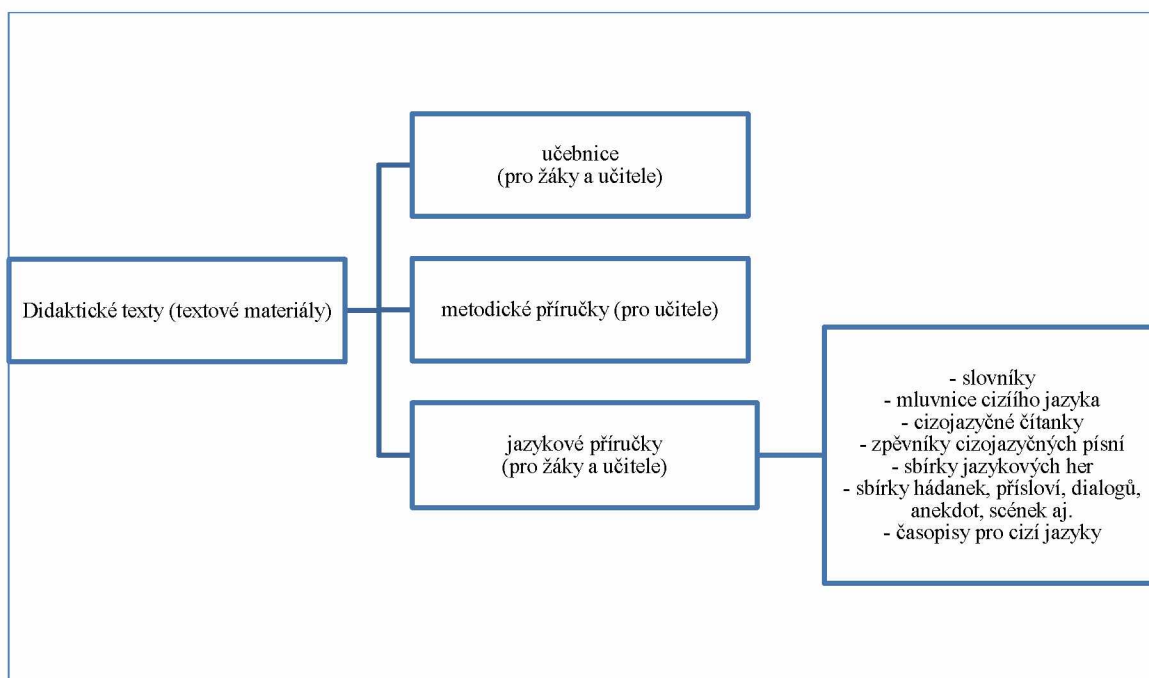 učebnice
(pro žáky a učitele)
Didaktické texty (textové materiály)
metodické příručky (pro učitele)
jazykové příručky
(pro žáky a učitele)
- slovníky
- mluvnice cizíího jazyka
- cizojazyčné čítanky
- zpěvníky cizojazyčných písní
- sbírky jazykových her
- sbírky hádanek, přísloví, dialogů,
anekdot, scének aj.
- časopisy pro cizí jazyky